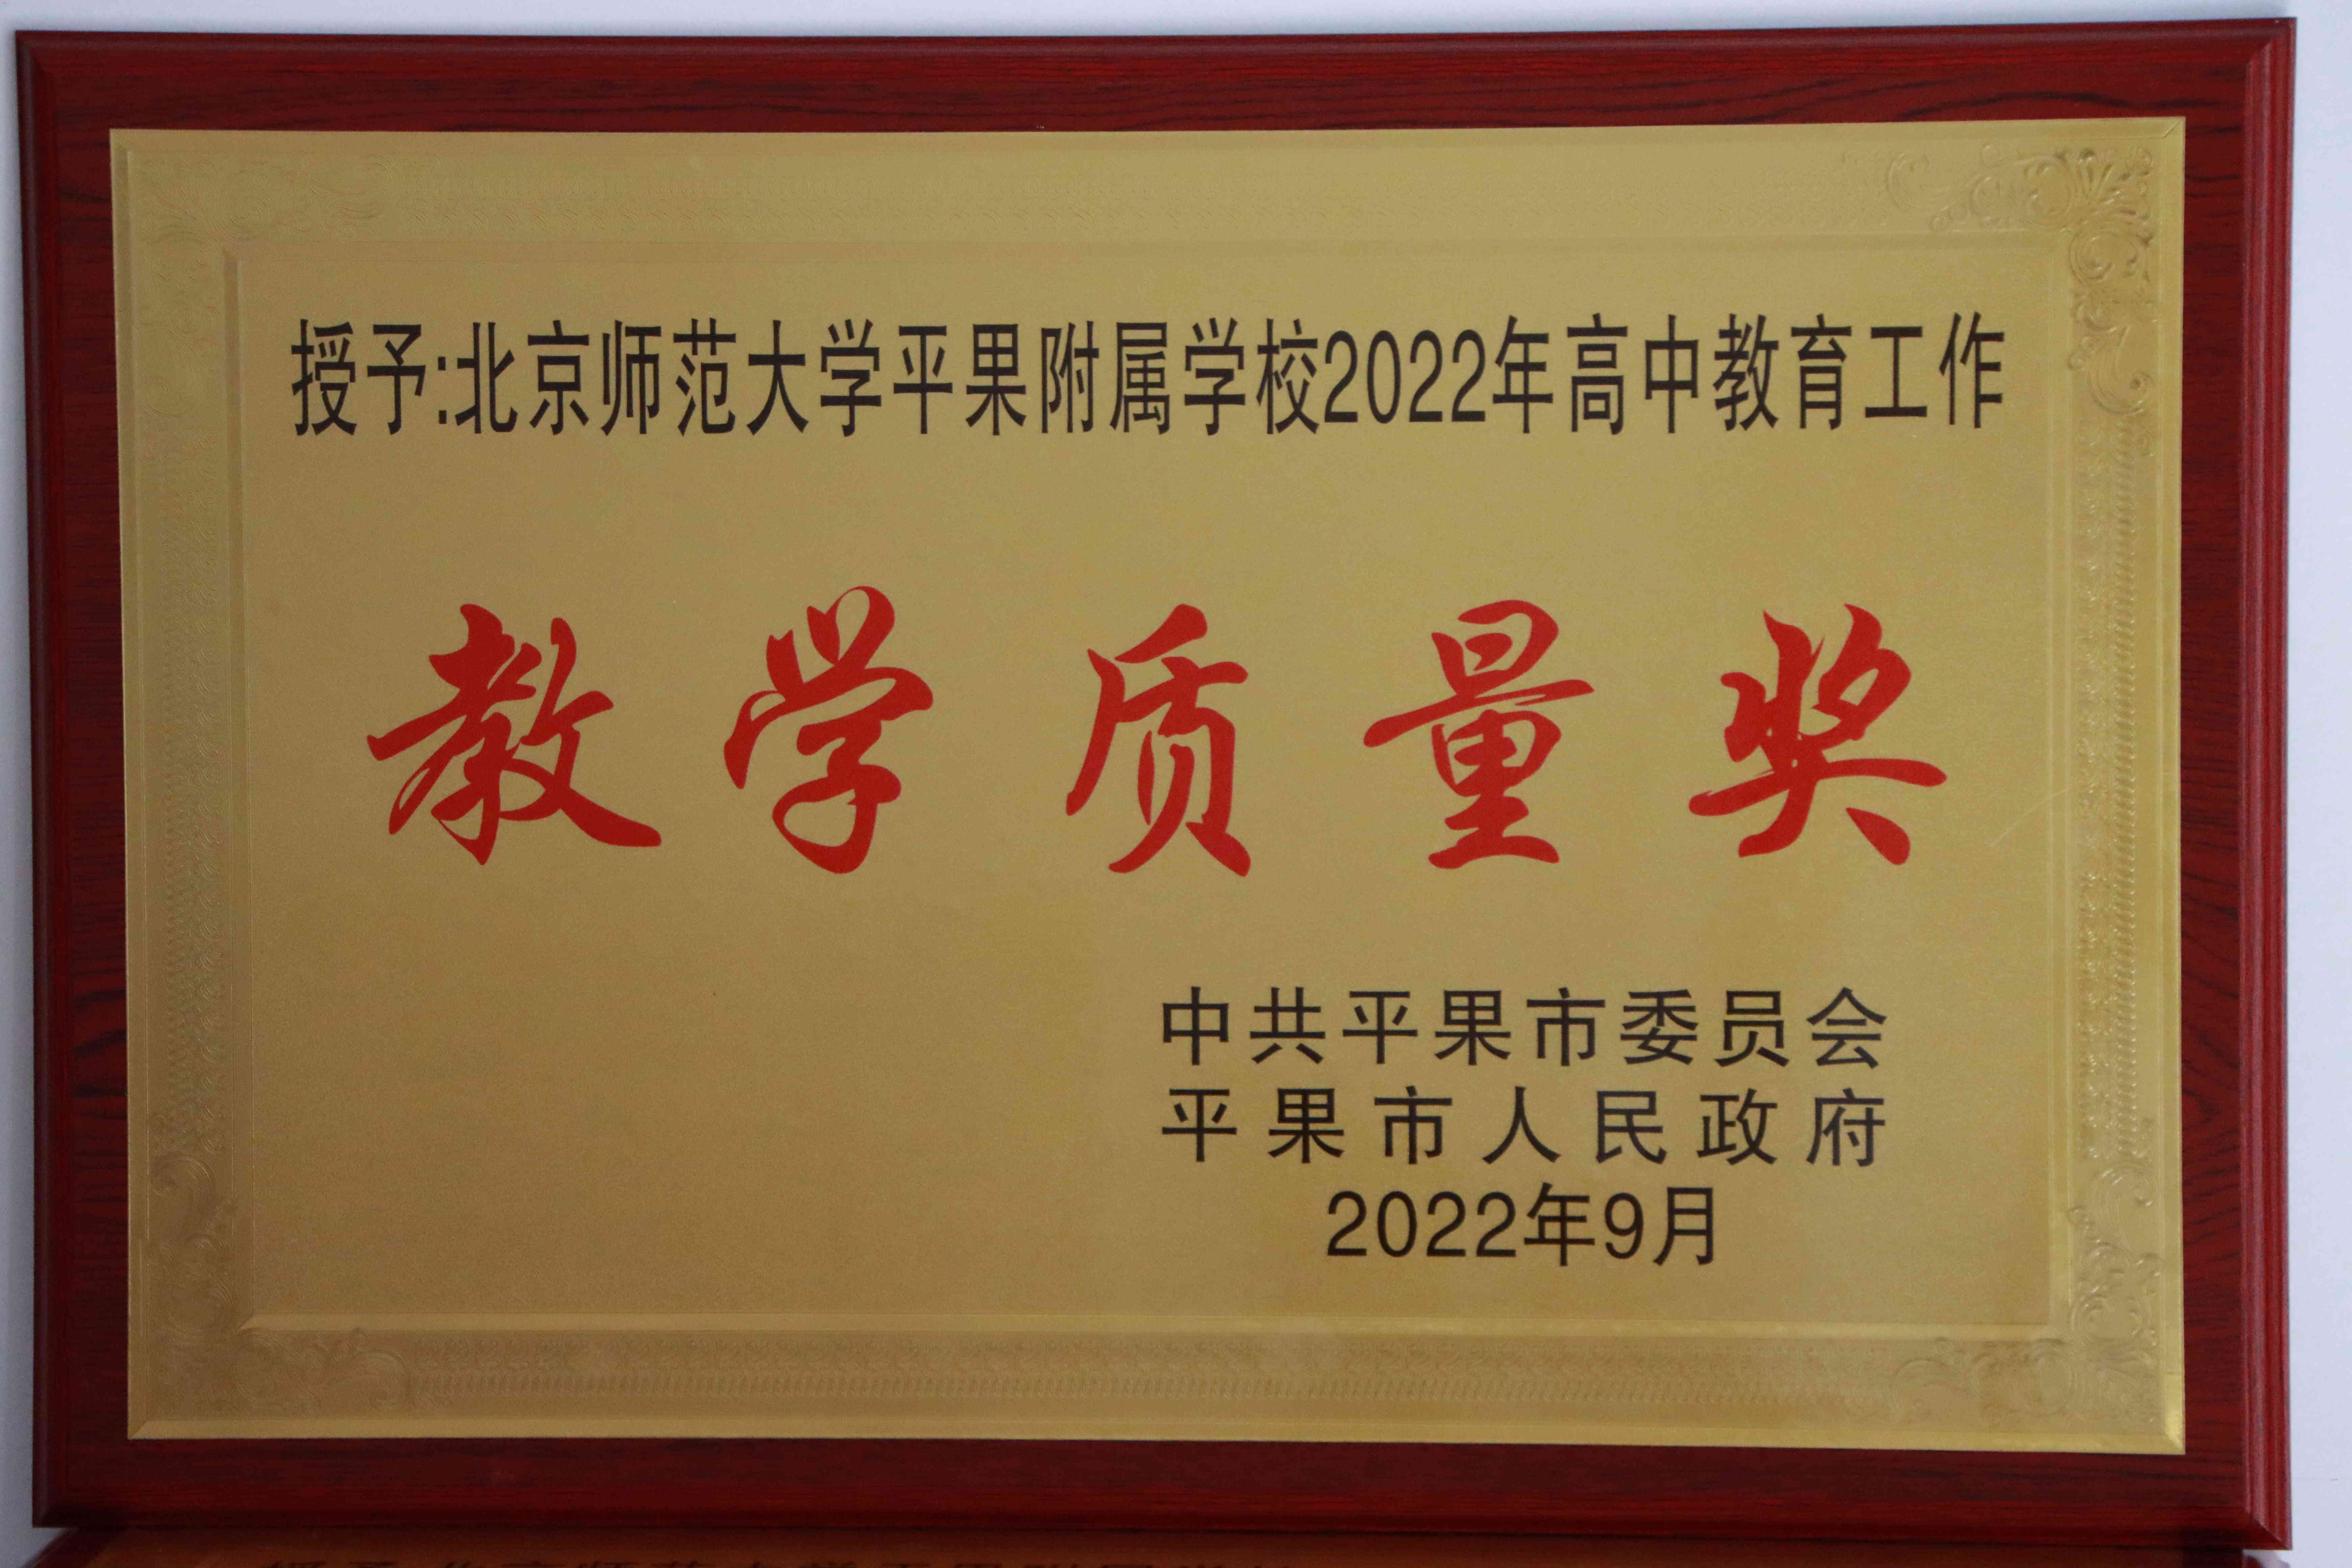 授予:北京师范大学平果附属学校2022年高中教育工作
教学质量奖
中共平果市委员会
平果市人民政府
2022年9月